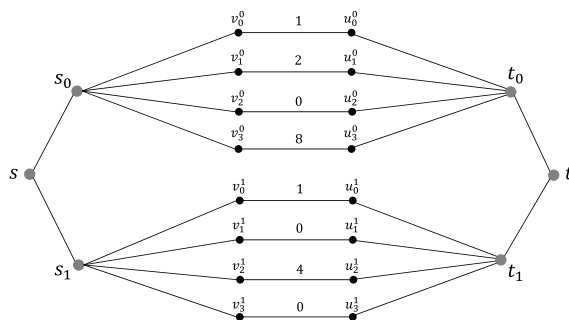 v₀⁰ 1 u₀⁰
v₁⁰ 2 u₁⁰
s₀ t₀
v₂⁰ 0 u₂⁰
v₃⁰ 8 u₃⁰
s t
v₀¹ 1 u₀¹
v₁¹ 0 u₁¹
s₁ t₁
v₂¹ 4 u₂¹
v₃¹ 0 u₃¹